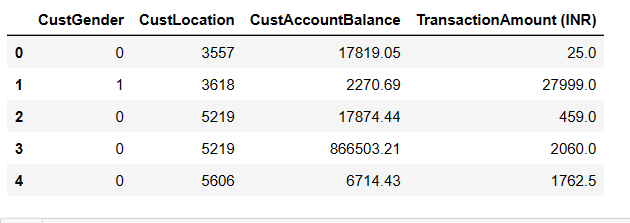 CustGender CustLocation CustAccountBalance TransactionAmount (INR)
0 0 3557 17819.05 25.0
1 1 3618 2270.69 27999.0
2 0 5219 17874.44 459.0
3 0 5219 866503.21 2060.0
4 0 5606 6714.43 1762.5